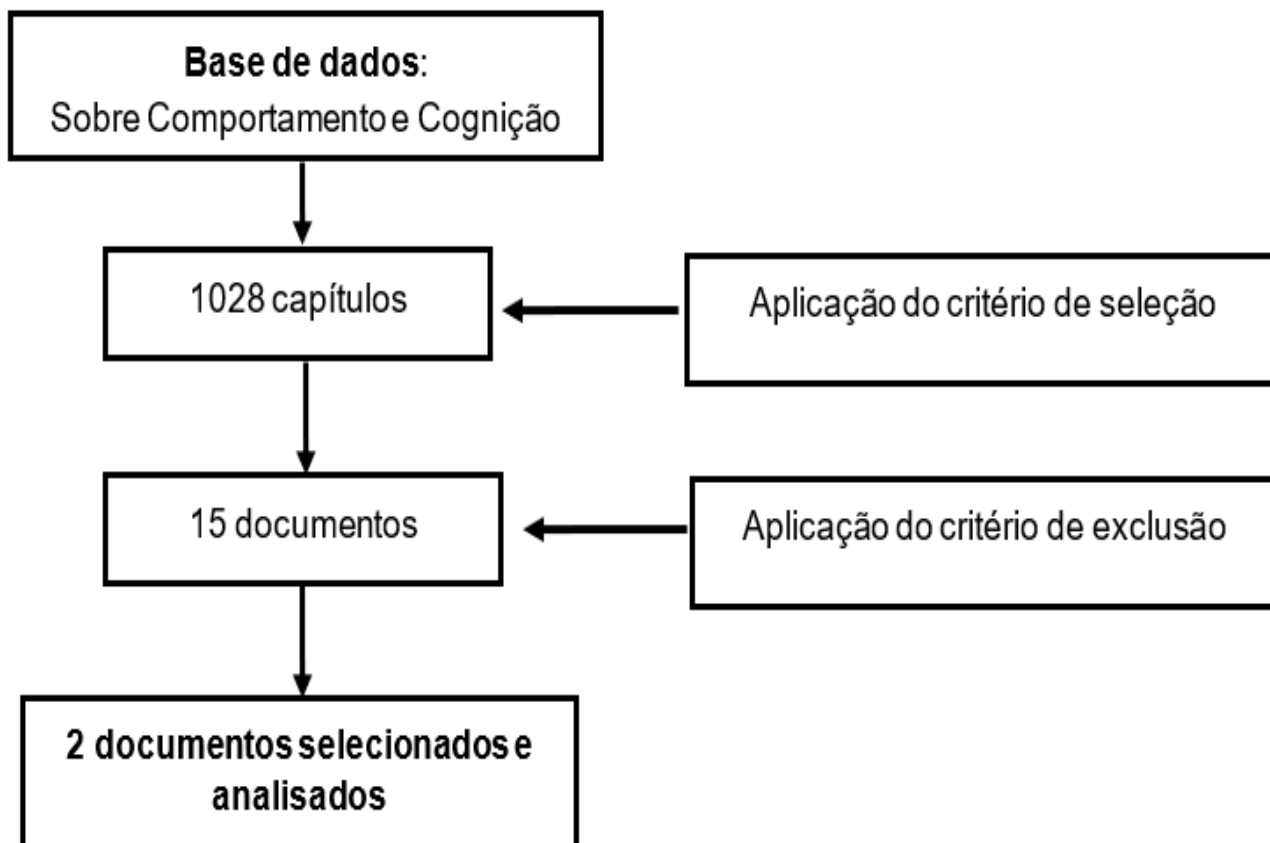 Base de dados:
Sobre Comportamento e Cognição
1028 capítulos
Aplicação do critério de seleção
15 documentos
Aplicação do critério de exclusão
2 documentos selecionados e
analisados